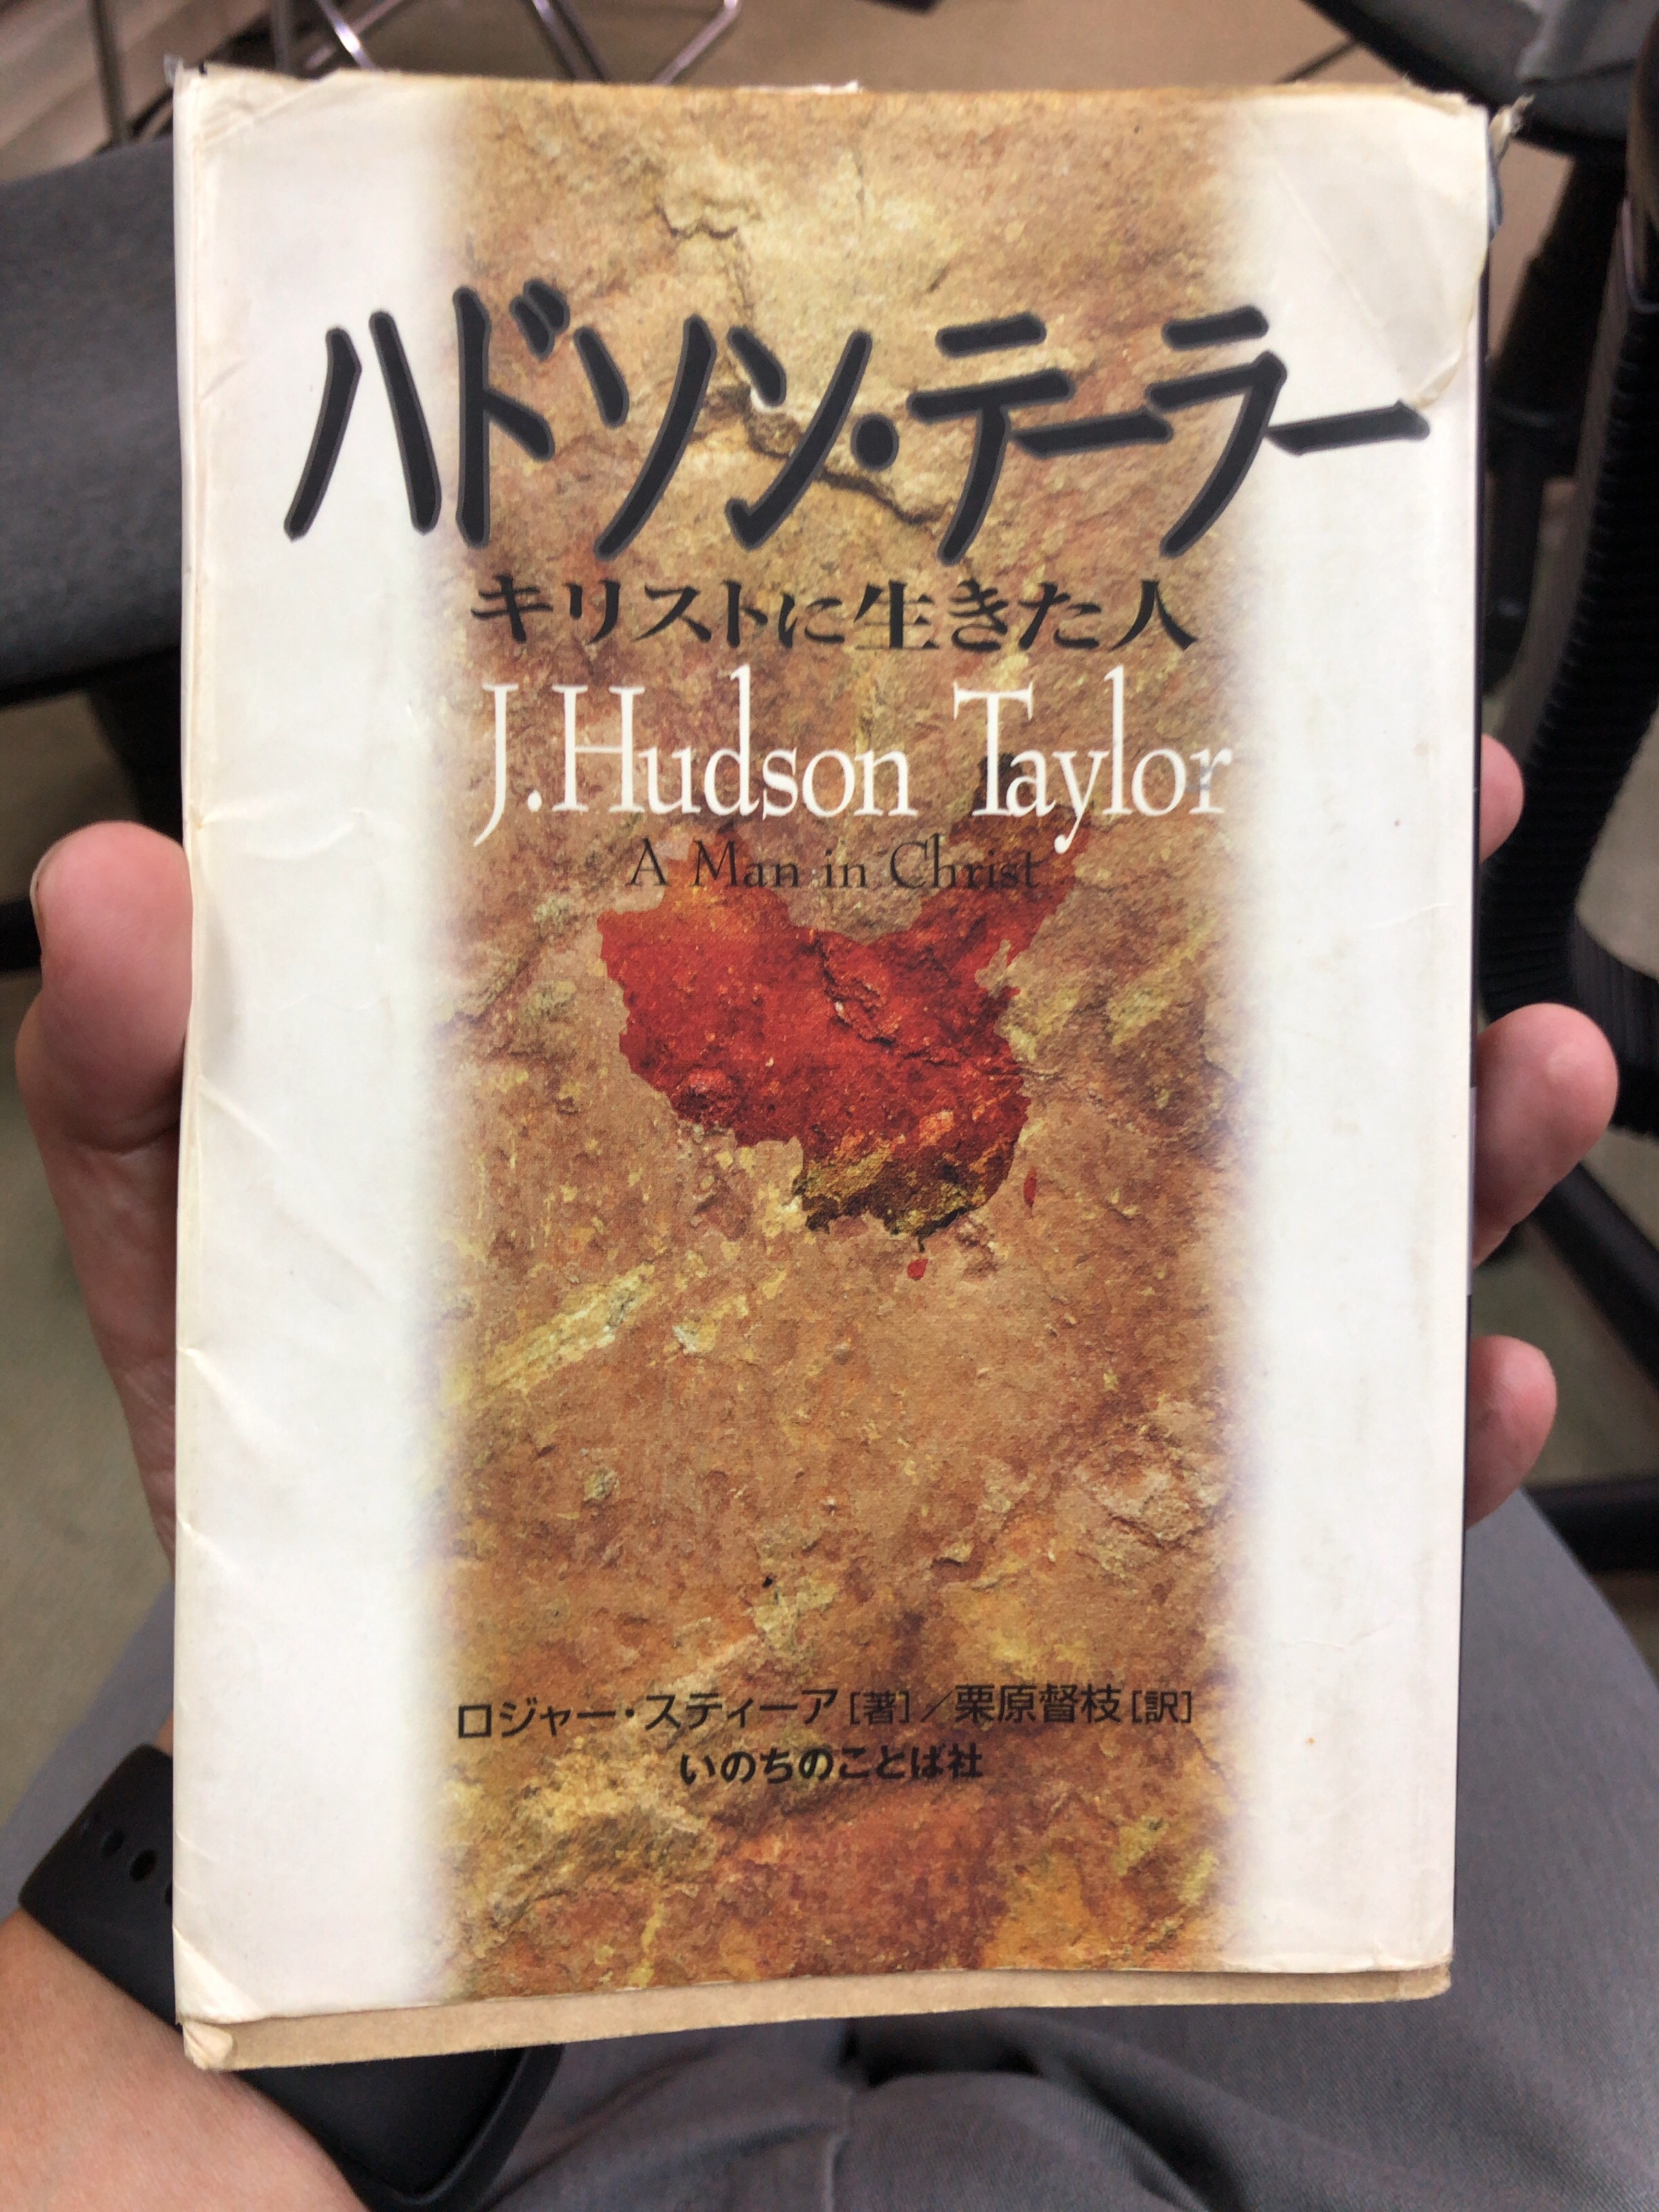 ハドソン・テーラー
キリストに生きた人
J.Hudson Taylor
A Man in Christ
ロジャー・スティーア[著]／栗原督枝[訳]
いのちのことば社